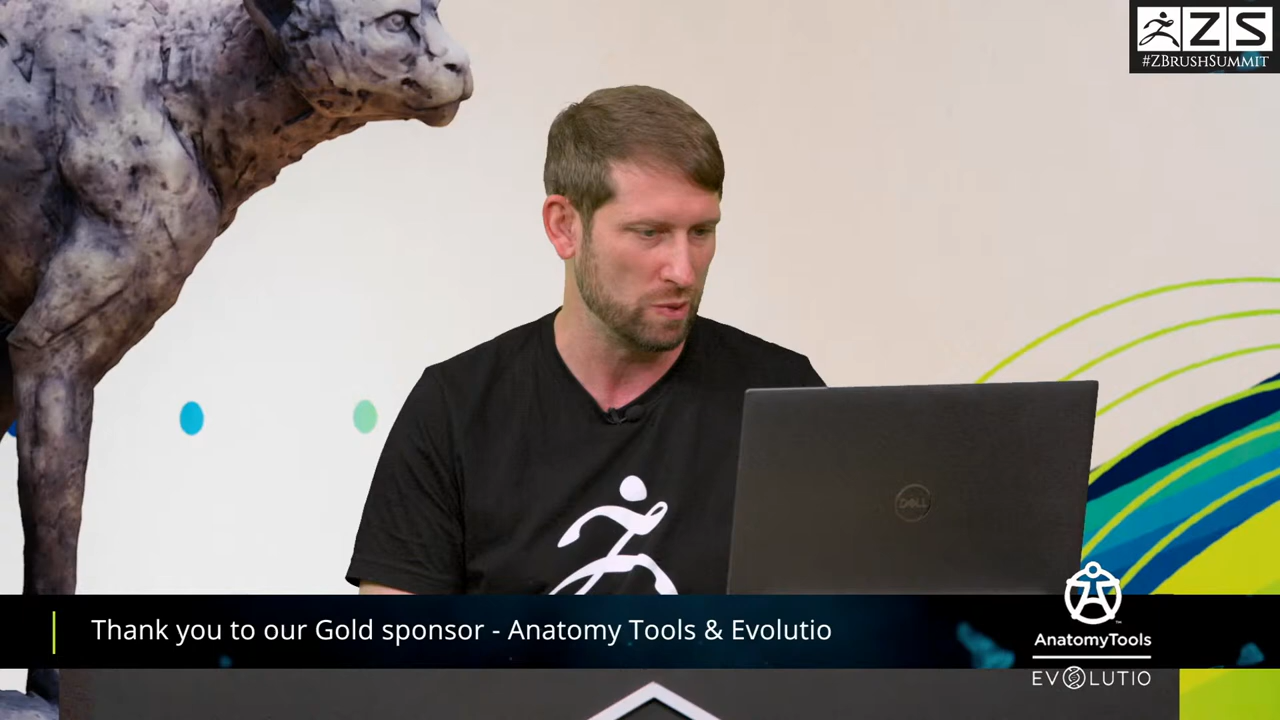 ZS
#ZBRUSHSUMMIT
DELL
Thank you to our Gold sponsor - Anatomy Tools & Evolutio
AnatomyTools
EVOLUTIO